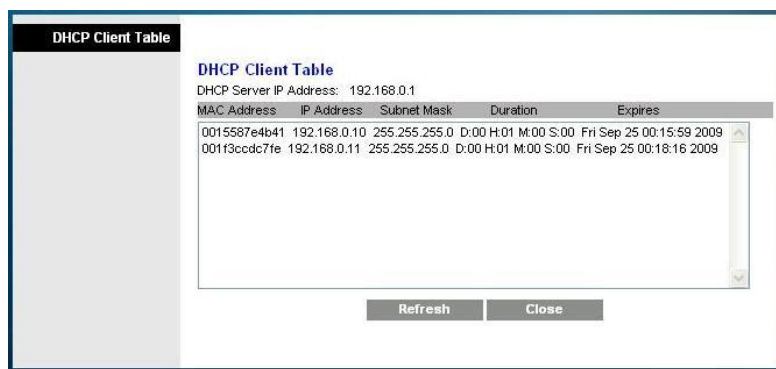 DHCP Client Table
DHCP Client Table
DHCP Server IP Address: 192.168.0.1
MAC Address IP Address Subnet Mask Duration Expires
0015587e4b41 192.168.0.10 255.255.255.0 D:00 H:01 M:00 S:00 Fri Sep 25 00:15:59 2009
001f3ccdc7fe 192.168.0.11 255.255.255.0 D:00 H:01 M:00 S:00 Fri Sep 25 00:18:16 2009
Refresh Close